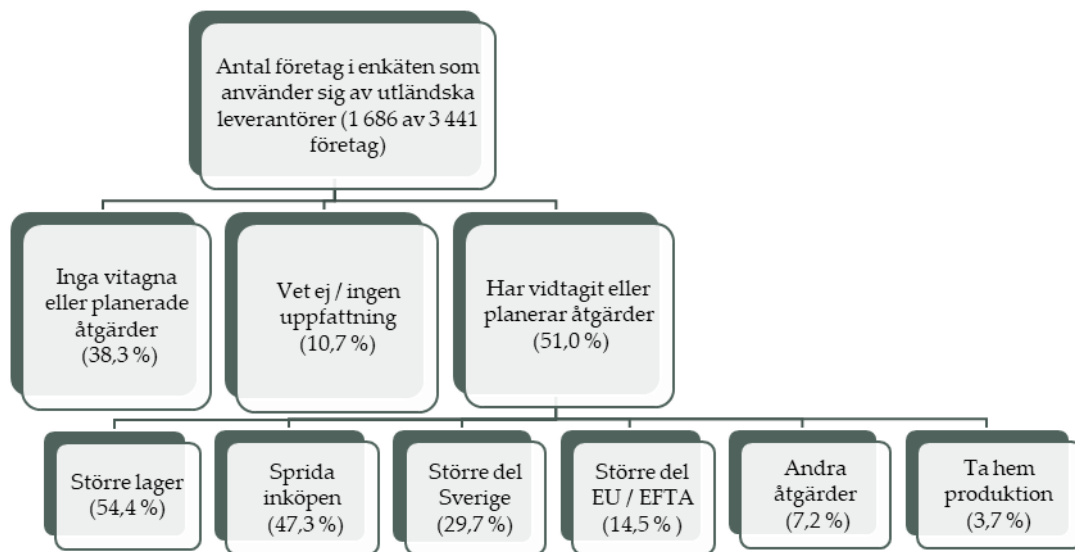 Antal företag i enkäten som
använder sig av utländska
leverantörer (1 686 av 3 441
företag)
Inga vitagna
eller planerade
åtgärder
(38,3 %)
Vet ej / ingen
uppfattning
(10,7 %)
Har vidtagit eller
planerar åtgärder
(51,0 %)
Större lager
(54,4 %)
Sprida
inköpen
(47,3 %)
Större del
Sverige
(29,7 %)
Större del
EU / EFTA
(14,5 % )
Andra
åtgärder
(7,2 %)
Ta hem
produktion
(3,7 %)